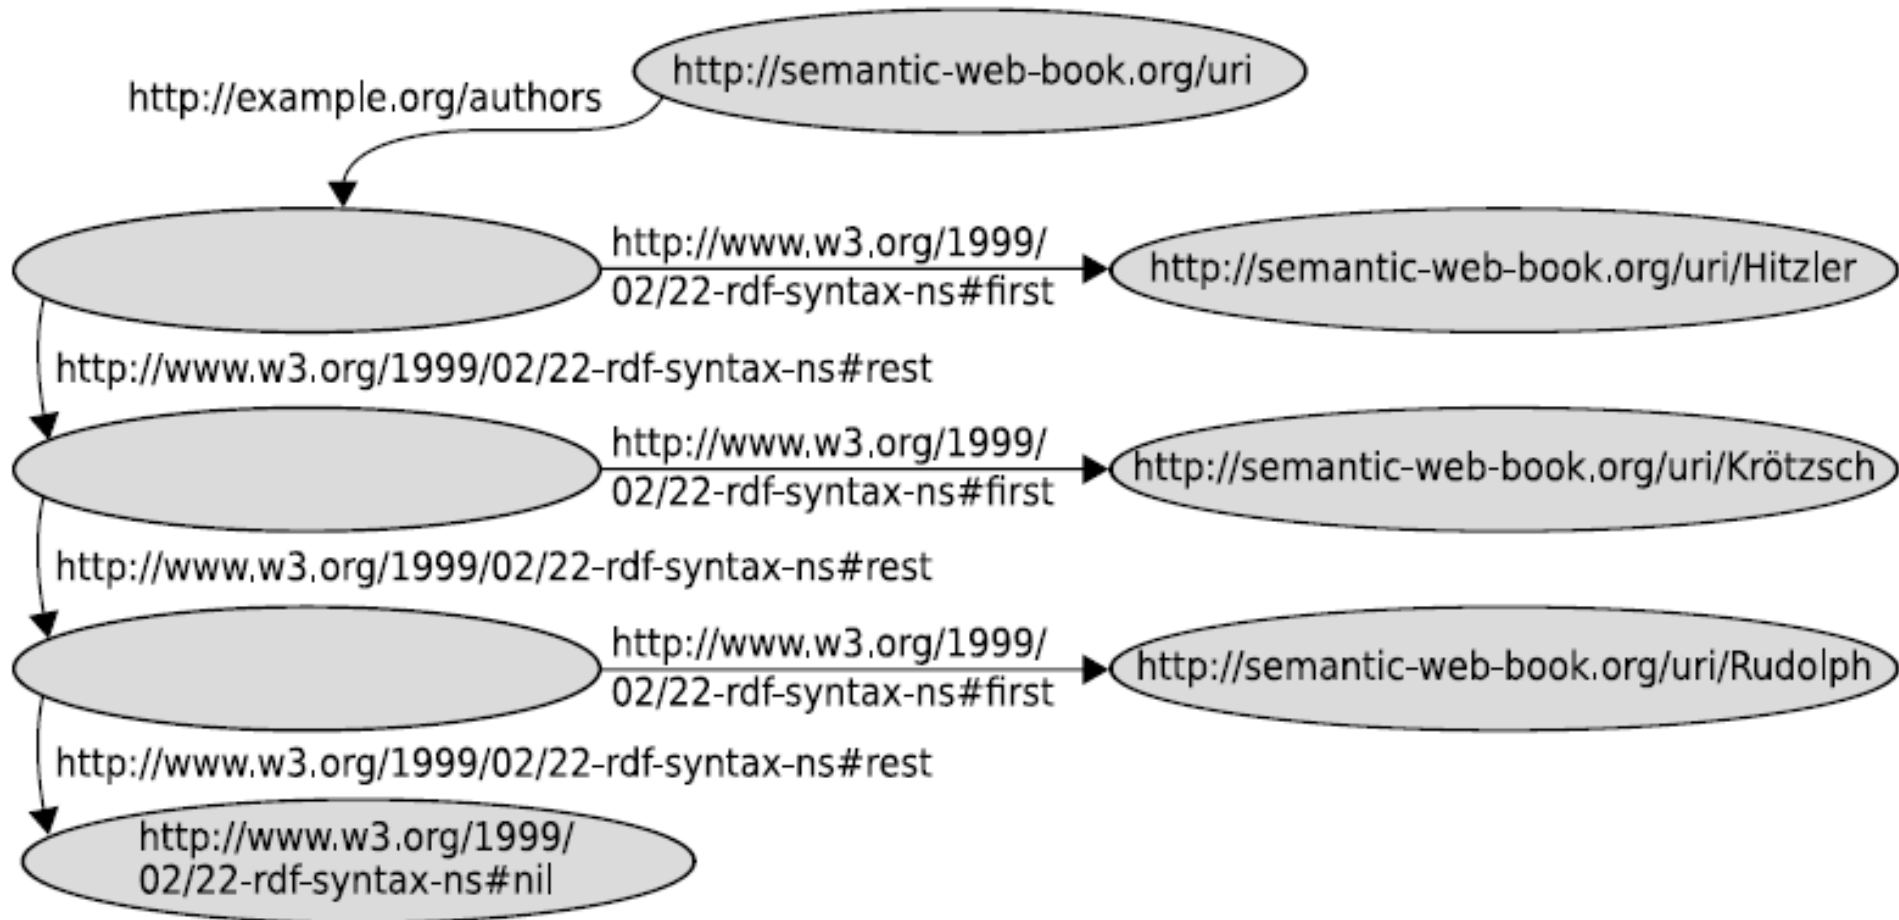 http://semantic-web-book.org/uri
http://example.org/authors
http://www.w3.org/1999/
02/22-rdf-syntax-ns#first
http://semantic-web-book.org/uri/Hitzler
http://www.w3.org/1999/02/22-rdf-syntax-ns#rest
http://www.w3.org/1999/
02/22-rdf-syntax-ns#first
http://semantic-web-book.org/uri/Krötzsch
http://www.w3.org/1999/02/22-rdf-syntax-ns#rest
http://www.w3.org/1999/
02/22-rdf-syntax-ns#first
http://semantic-web-book.org/uri/Rudolph
http://www.w3.org/1999/02/22-rdf-syntax-ns#rest
http://www.w3.org/1999/
02/22-rdf-syntax-ns#nil